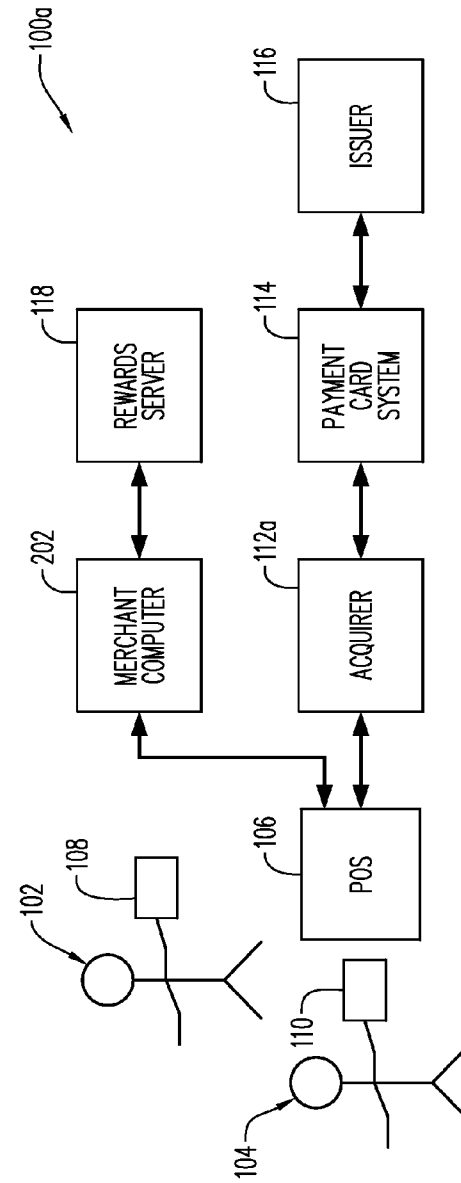 100a
102
108
202
MERCHANT
COMPUTER
118
REWARDS
SERVER
104
110
106
POS
112a
ACQUIRER
114
PAYMENT
CARD
SYSTEM
116
ISSUER